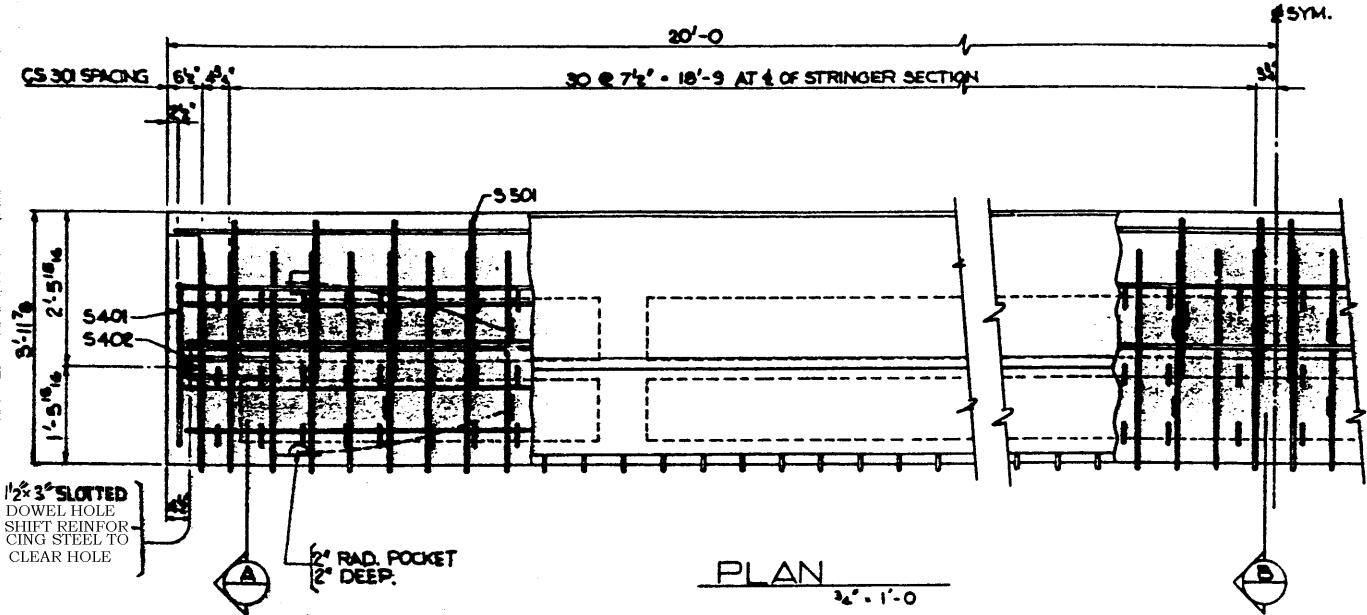 SYM.
20'-0
CS 301 SPACING 6½" 4¾"
30 @ 7½" = 18'-9 AT ℄ OF STRINGER SECTION
3¾"
2½"
S 501
3'-11⅞
2'-5 15/16
1'-5 15/16
S401
S402
1½" x 3" SLOTTED
DOWEL HOLE
SHIFT REINFOR
CING STEEL TO
CLEAR HOLE
A
2" RAD. POCKET
2" DEEP.
PLAN
¾" = 1'-0
B